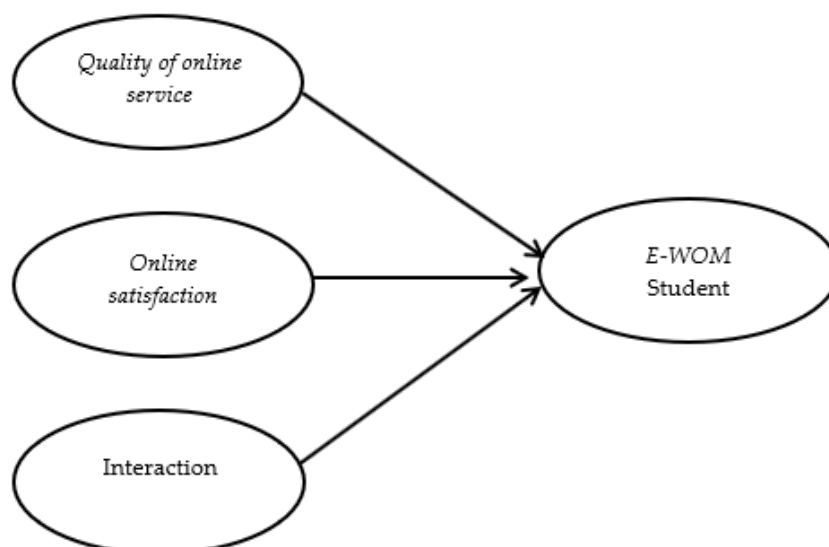 Quality of online
service
Online
satisfaction
E-WOM
Student
Interaction